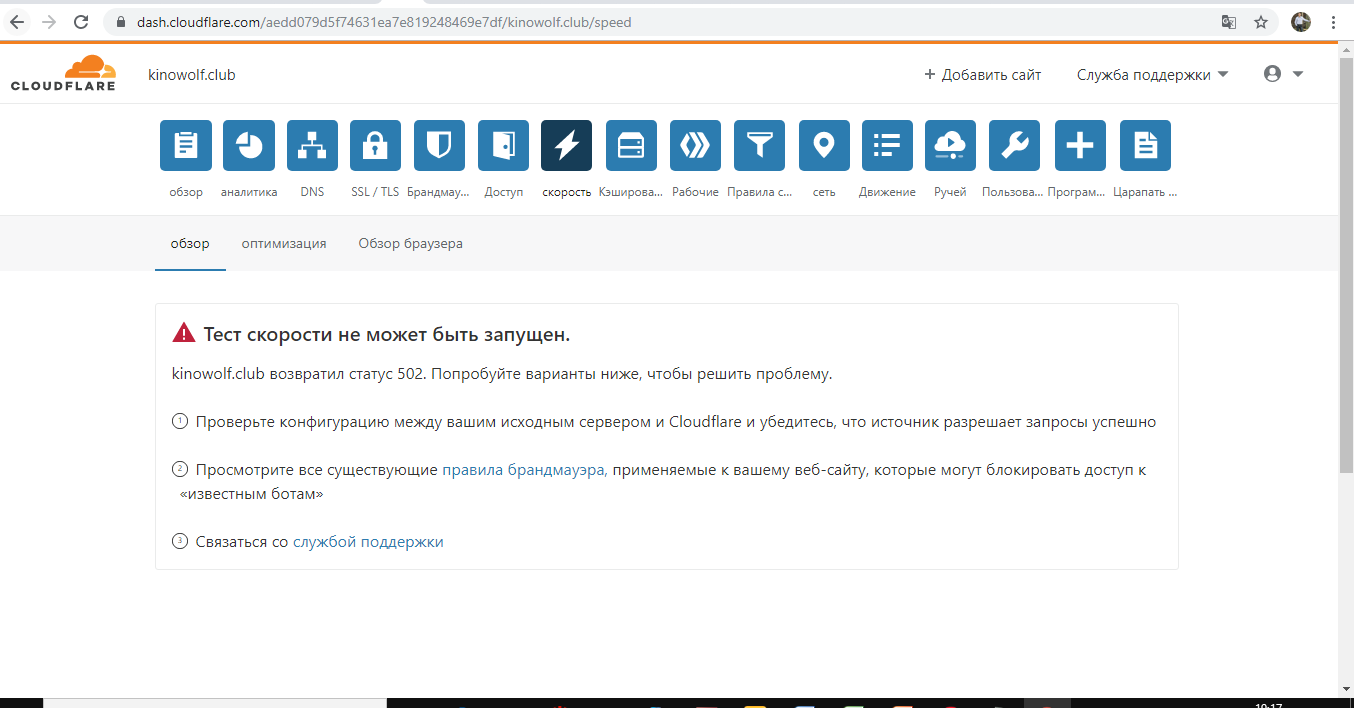 dash.cloudflare.com/aedd079d5f74631ea7e819248469e7df/kinowolf.club/speed
CLOUDFLARE
kinowolf.club
+ Добавить сайт
Служба поддержки
обзор
аналитика
DNS
SSL / TLS
Брандмау...
Доступ
скорость
Кэширова...
Рабочие
Правила с...
сеть
Движение
Ручей
Пользова...
Програм...
Царапать ...
обзор
оптимизация
Обзор браузера
Тест скорости не может быть запущен.
kinowolf.club возвратил статус 502. Попробуйте варианты ниже, чтобы решить проблему.
1 Проверьте конфигурацию между вашим исходным сервером и Cloudflare и убедитесь, что источник разрешает запросы успешно
2 Просмотрите все существующие правила брандмауэра, применяемые к вашему веб-сайту, которые могут блокировать доступ к
«известным ботам»
3 Связаться со службой поддержки